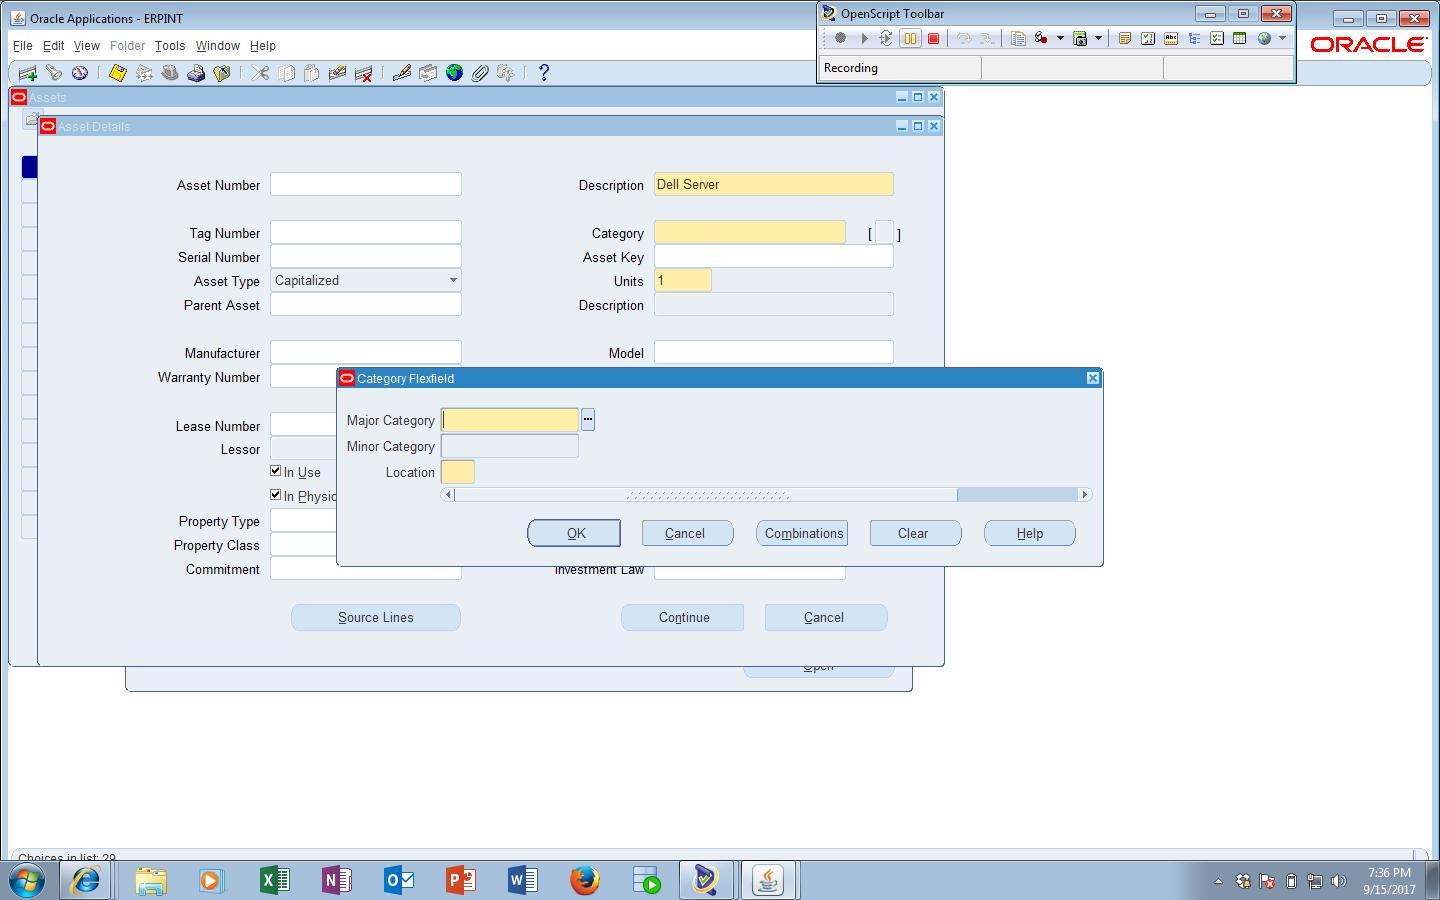 Oracle Applications - ERPINT
OpenScript Toolbar
File Edit View Folder Tools Window Help
ORACLE
Recording
Assets
Asset Details
Asset Number
Description Dell Server
Tag Number
Category [ ]
Serial Number
Asset Key
Asset Type Capitalized
Units 1
Parent Asset
Description
Manufacturer
Model
Warranty Number
Category Flexfield
Major Category
Minor Category
Location
Lease Number
Lessor
In Use
In Physic
OK Cancel Combinations Clear Help
Property Type
Property Class
Commitment
Investment Law
Source Lines Continue Cancel
Open
Choices in list: 29
7:36 PM
9/15/2017